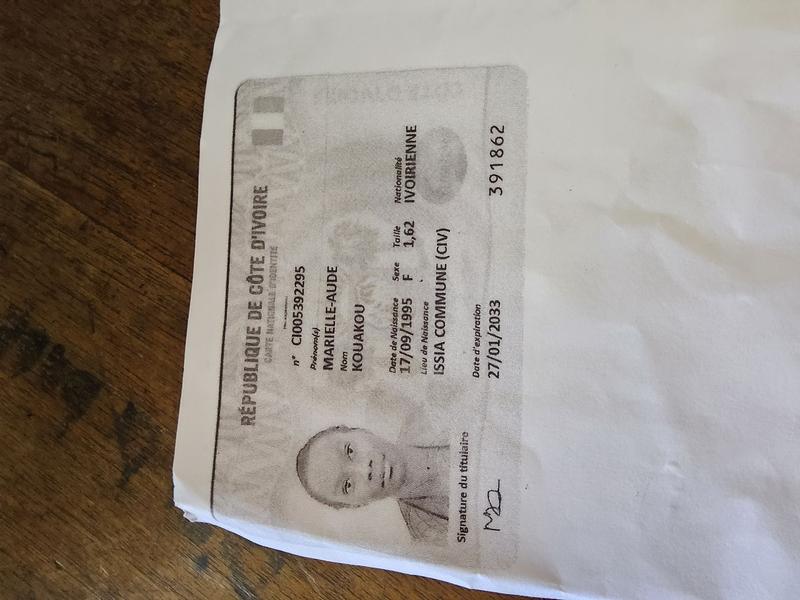 RÉPUBLIQUE DE CÔTE D'IVOIRE
CARTE NATIONALE D'IDENTITÉ
n° CI005392295
Prénom(s)
MARIELLE-AUDE
Nom
KOUAKOU
Date de Naissance Sexe Taille Nationalité
17/09/1995 F 1,62 IVOIRIENNE
Lieu de Naissance
ISSIA COMMUNE (CIV)
Signature du titulaire
Date d'expiration
27/01/2033
391862